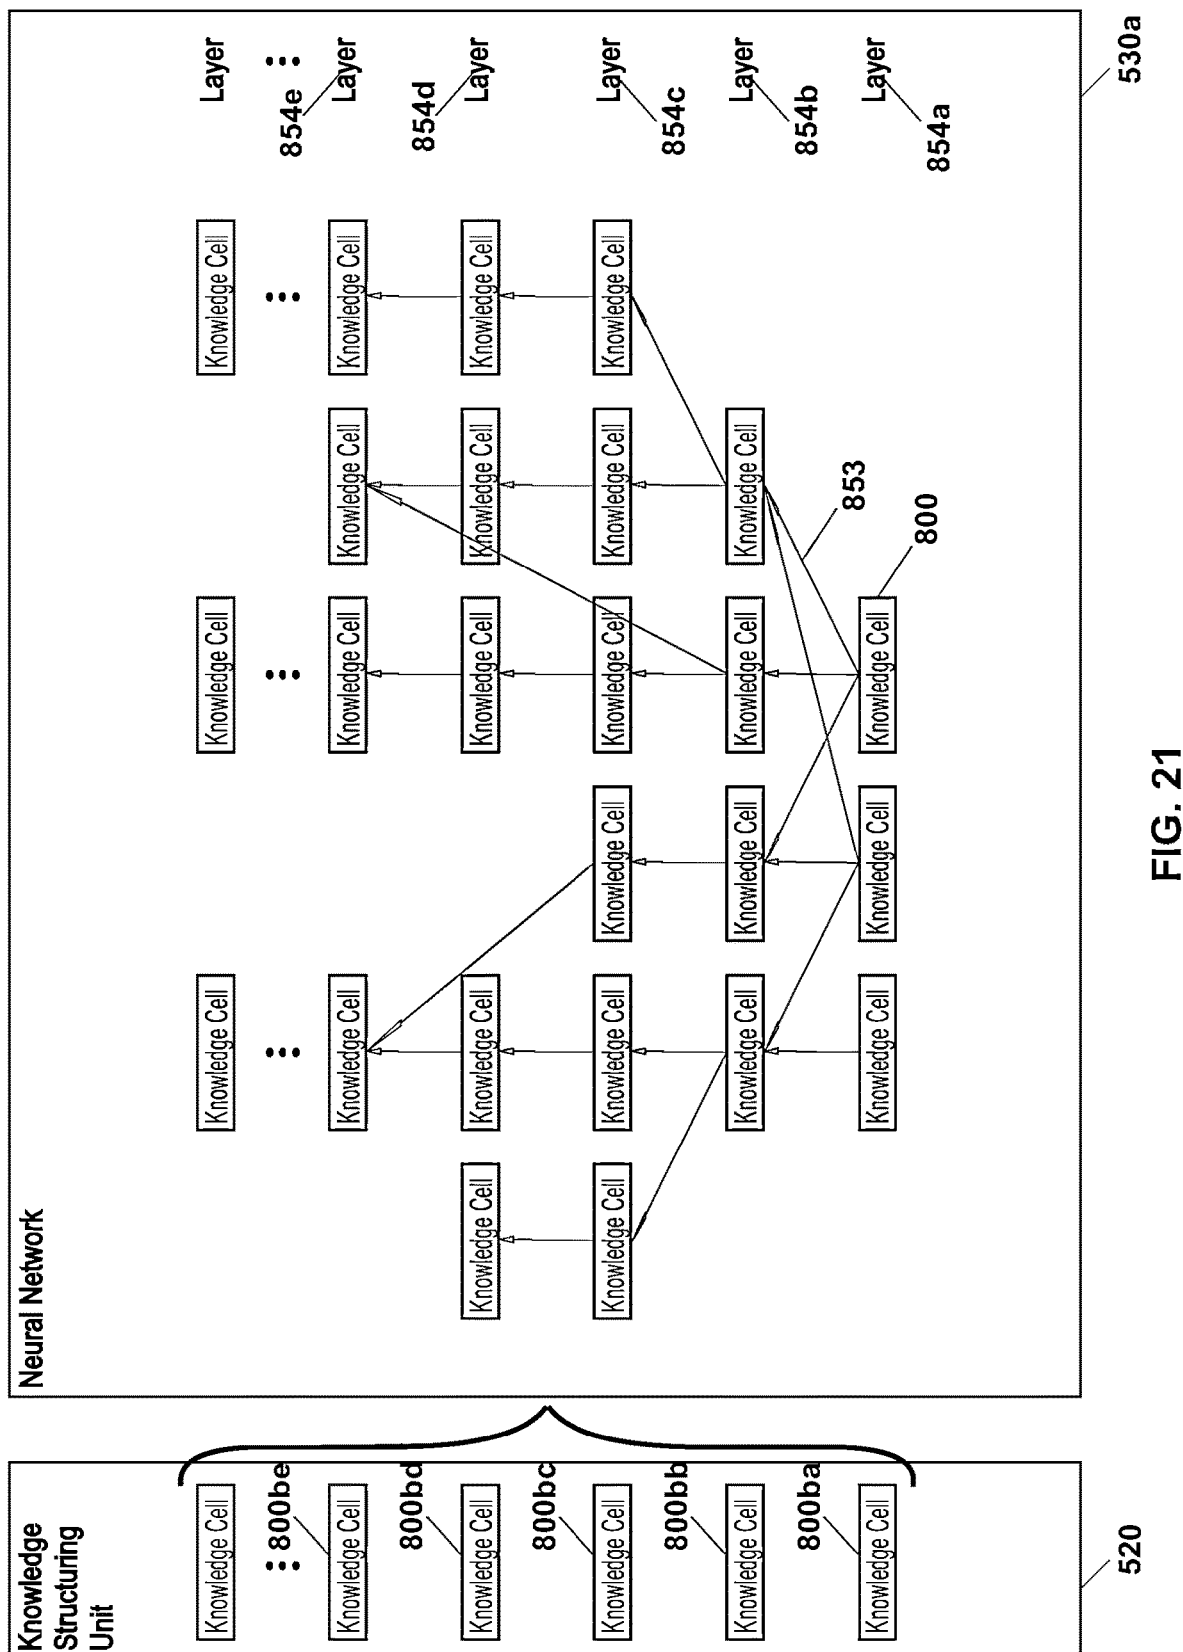 Knowledge
Structuring
Unit
Knowledge Cell
...
800be
Knowledge Cell
800bd
Knowledge Cell
800bc
Knowledge Cell
800bb
Knowledge Cell
800ba
Knowledge Cell
520
Neural Network
Knowledge Cell Knowledge Cell Knowledge Cell Layer
... ... ... ...
854e
Knowledge Cell Knowledge Cell Knowledge Cell Knowledge Cell Layer
854d
Knowledge Cell Knowledge Cell Knowledge Cell Knowledge Cell Knowledge Cell Layer
Knowledge Cell Knowledge Cell Knowledge Cell Knowledge Cell Knowledge Cell Knowledge Cell Layer
854c
Knowledge Cell Knowledge Cell Knowledge Cell Knowledge Cell Layer
854b
853
Knowledge Cell Knowledge Cell Knowledge Cell Layer
800
854a
530a
FIG. 21